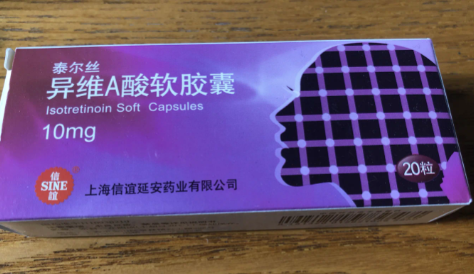 泰尔丝
异维A酸软胶囊
Isotretinoin Soft Capsules
10mg
20粒
信
SINE
谊
上海信谊延安药业有限公司